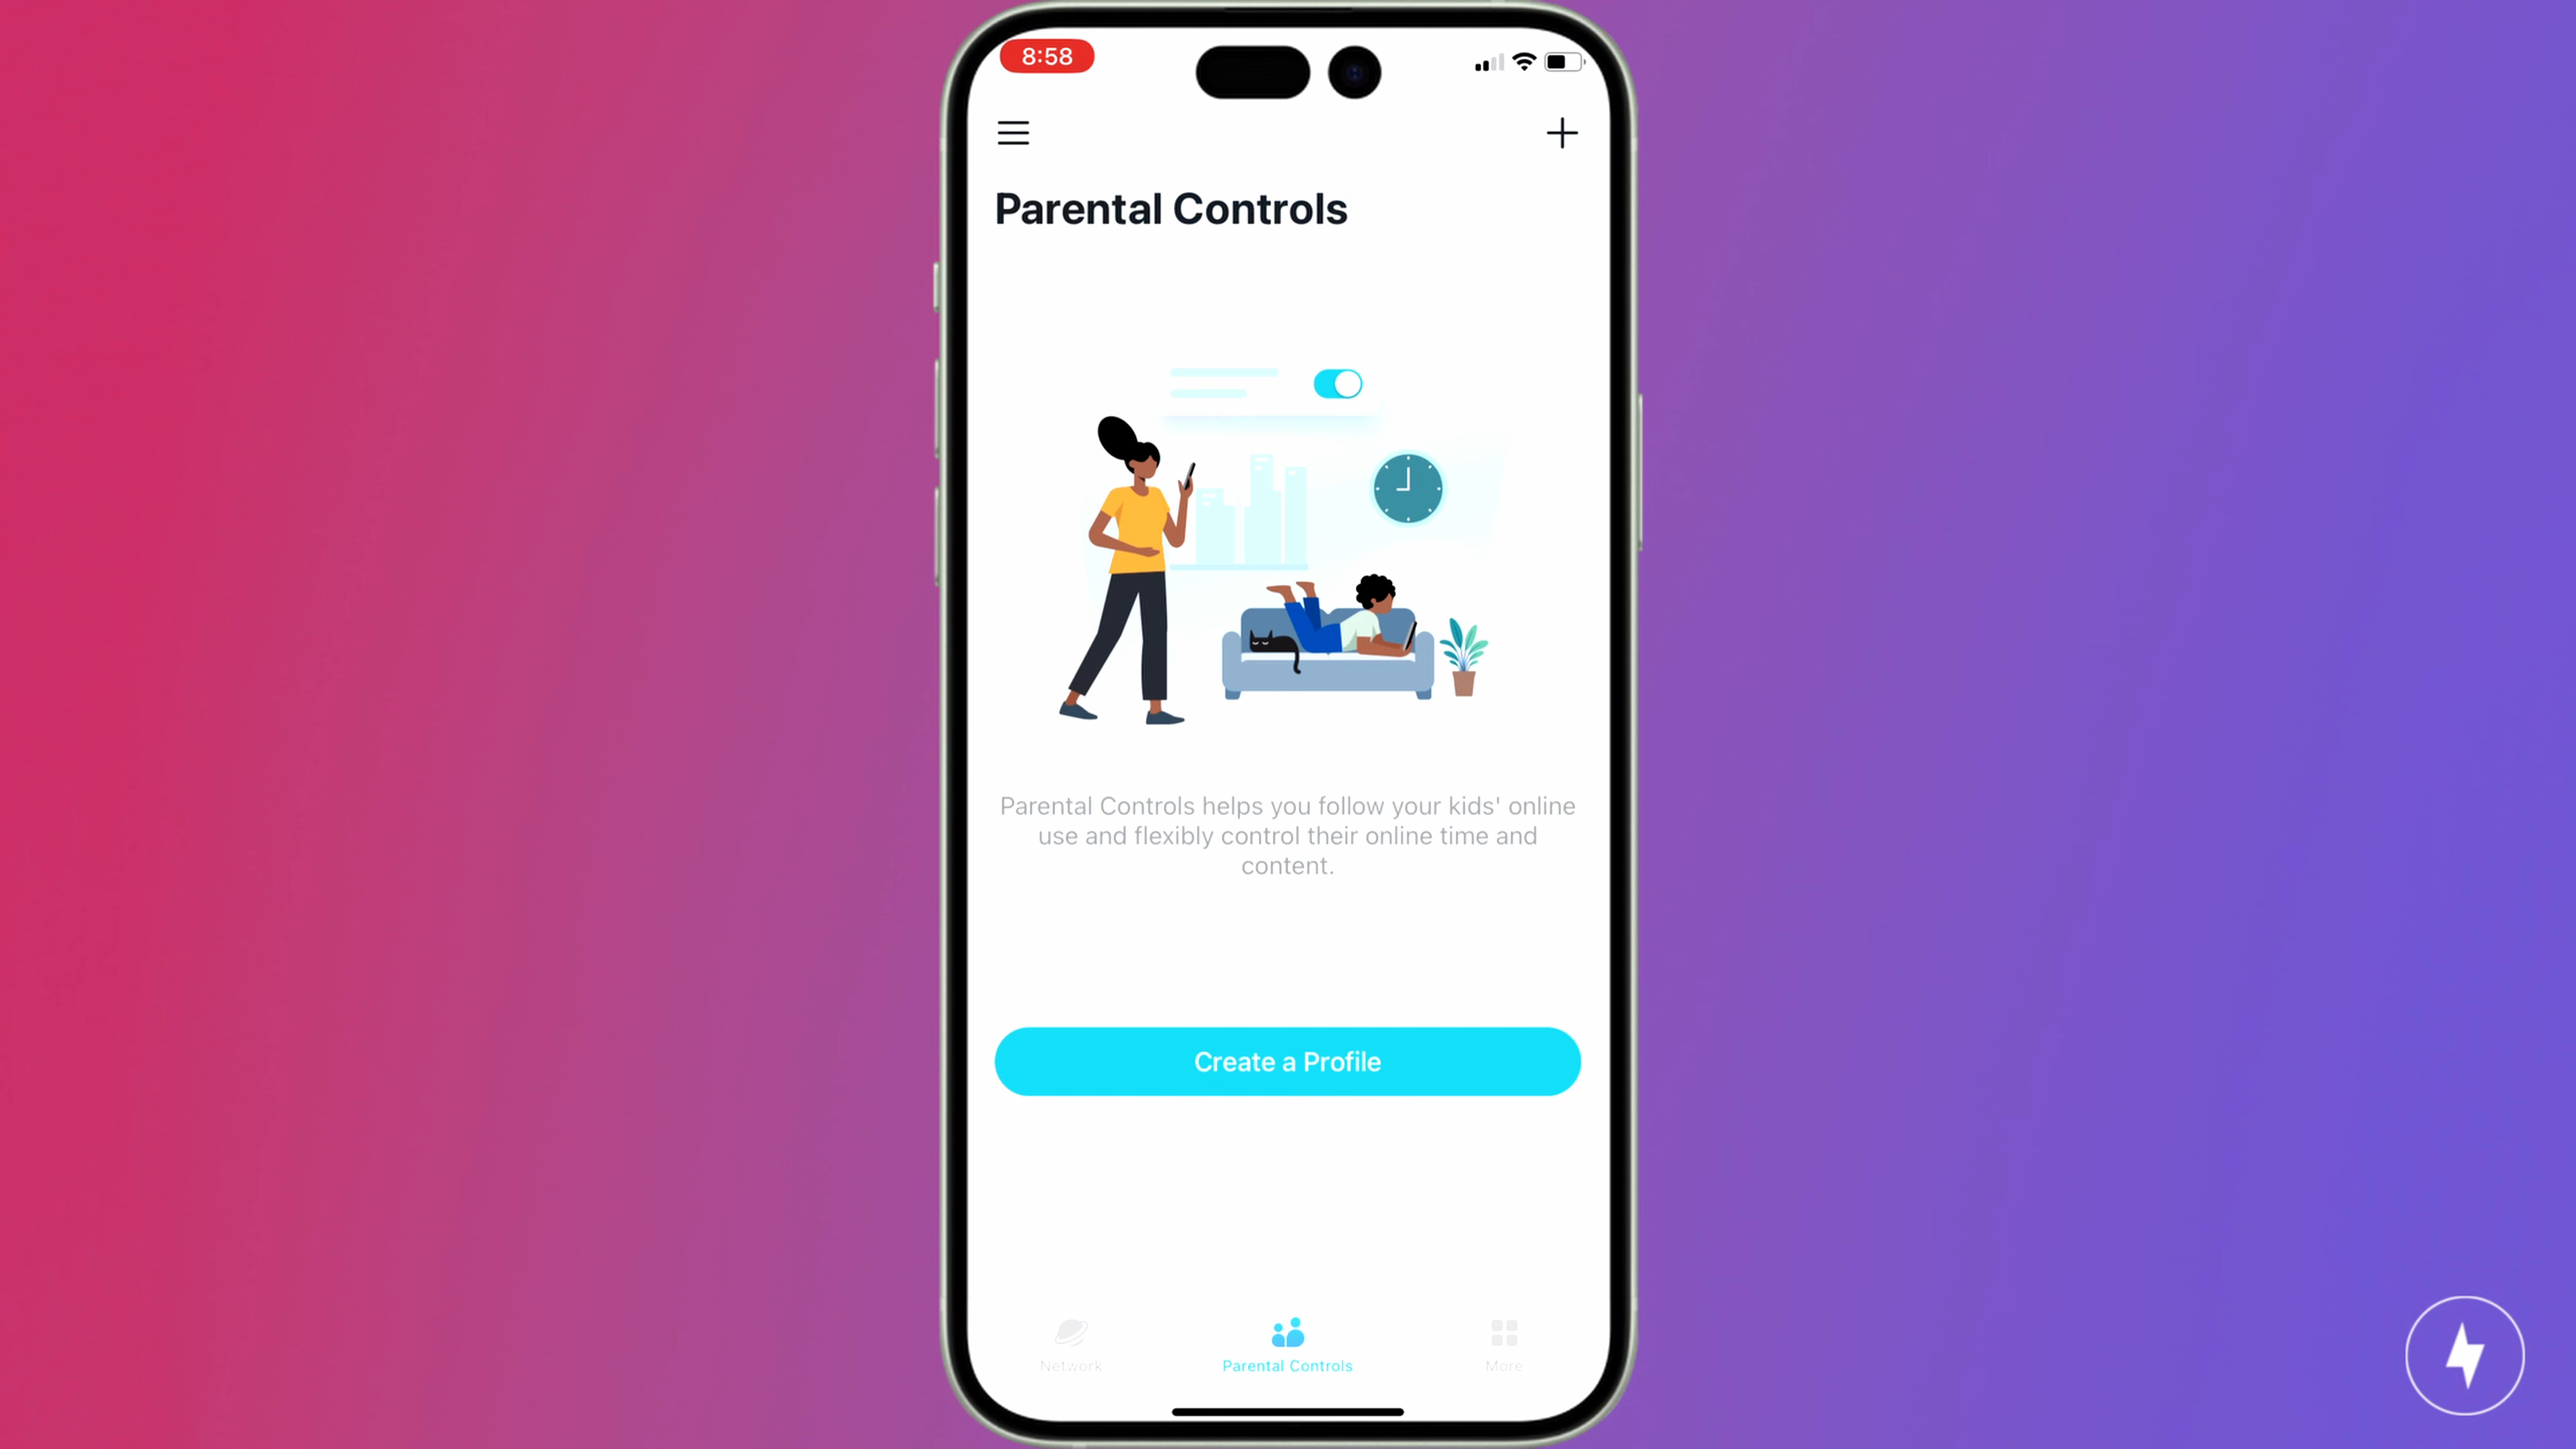 8:58
Parental Controls
Parental Controls helps you follow your kids' online
use and flexibly control their online time and
content.
Create a Profile
Network
Parental Controls
More